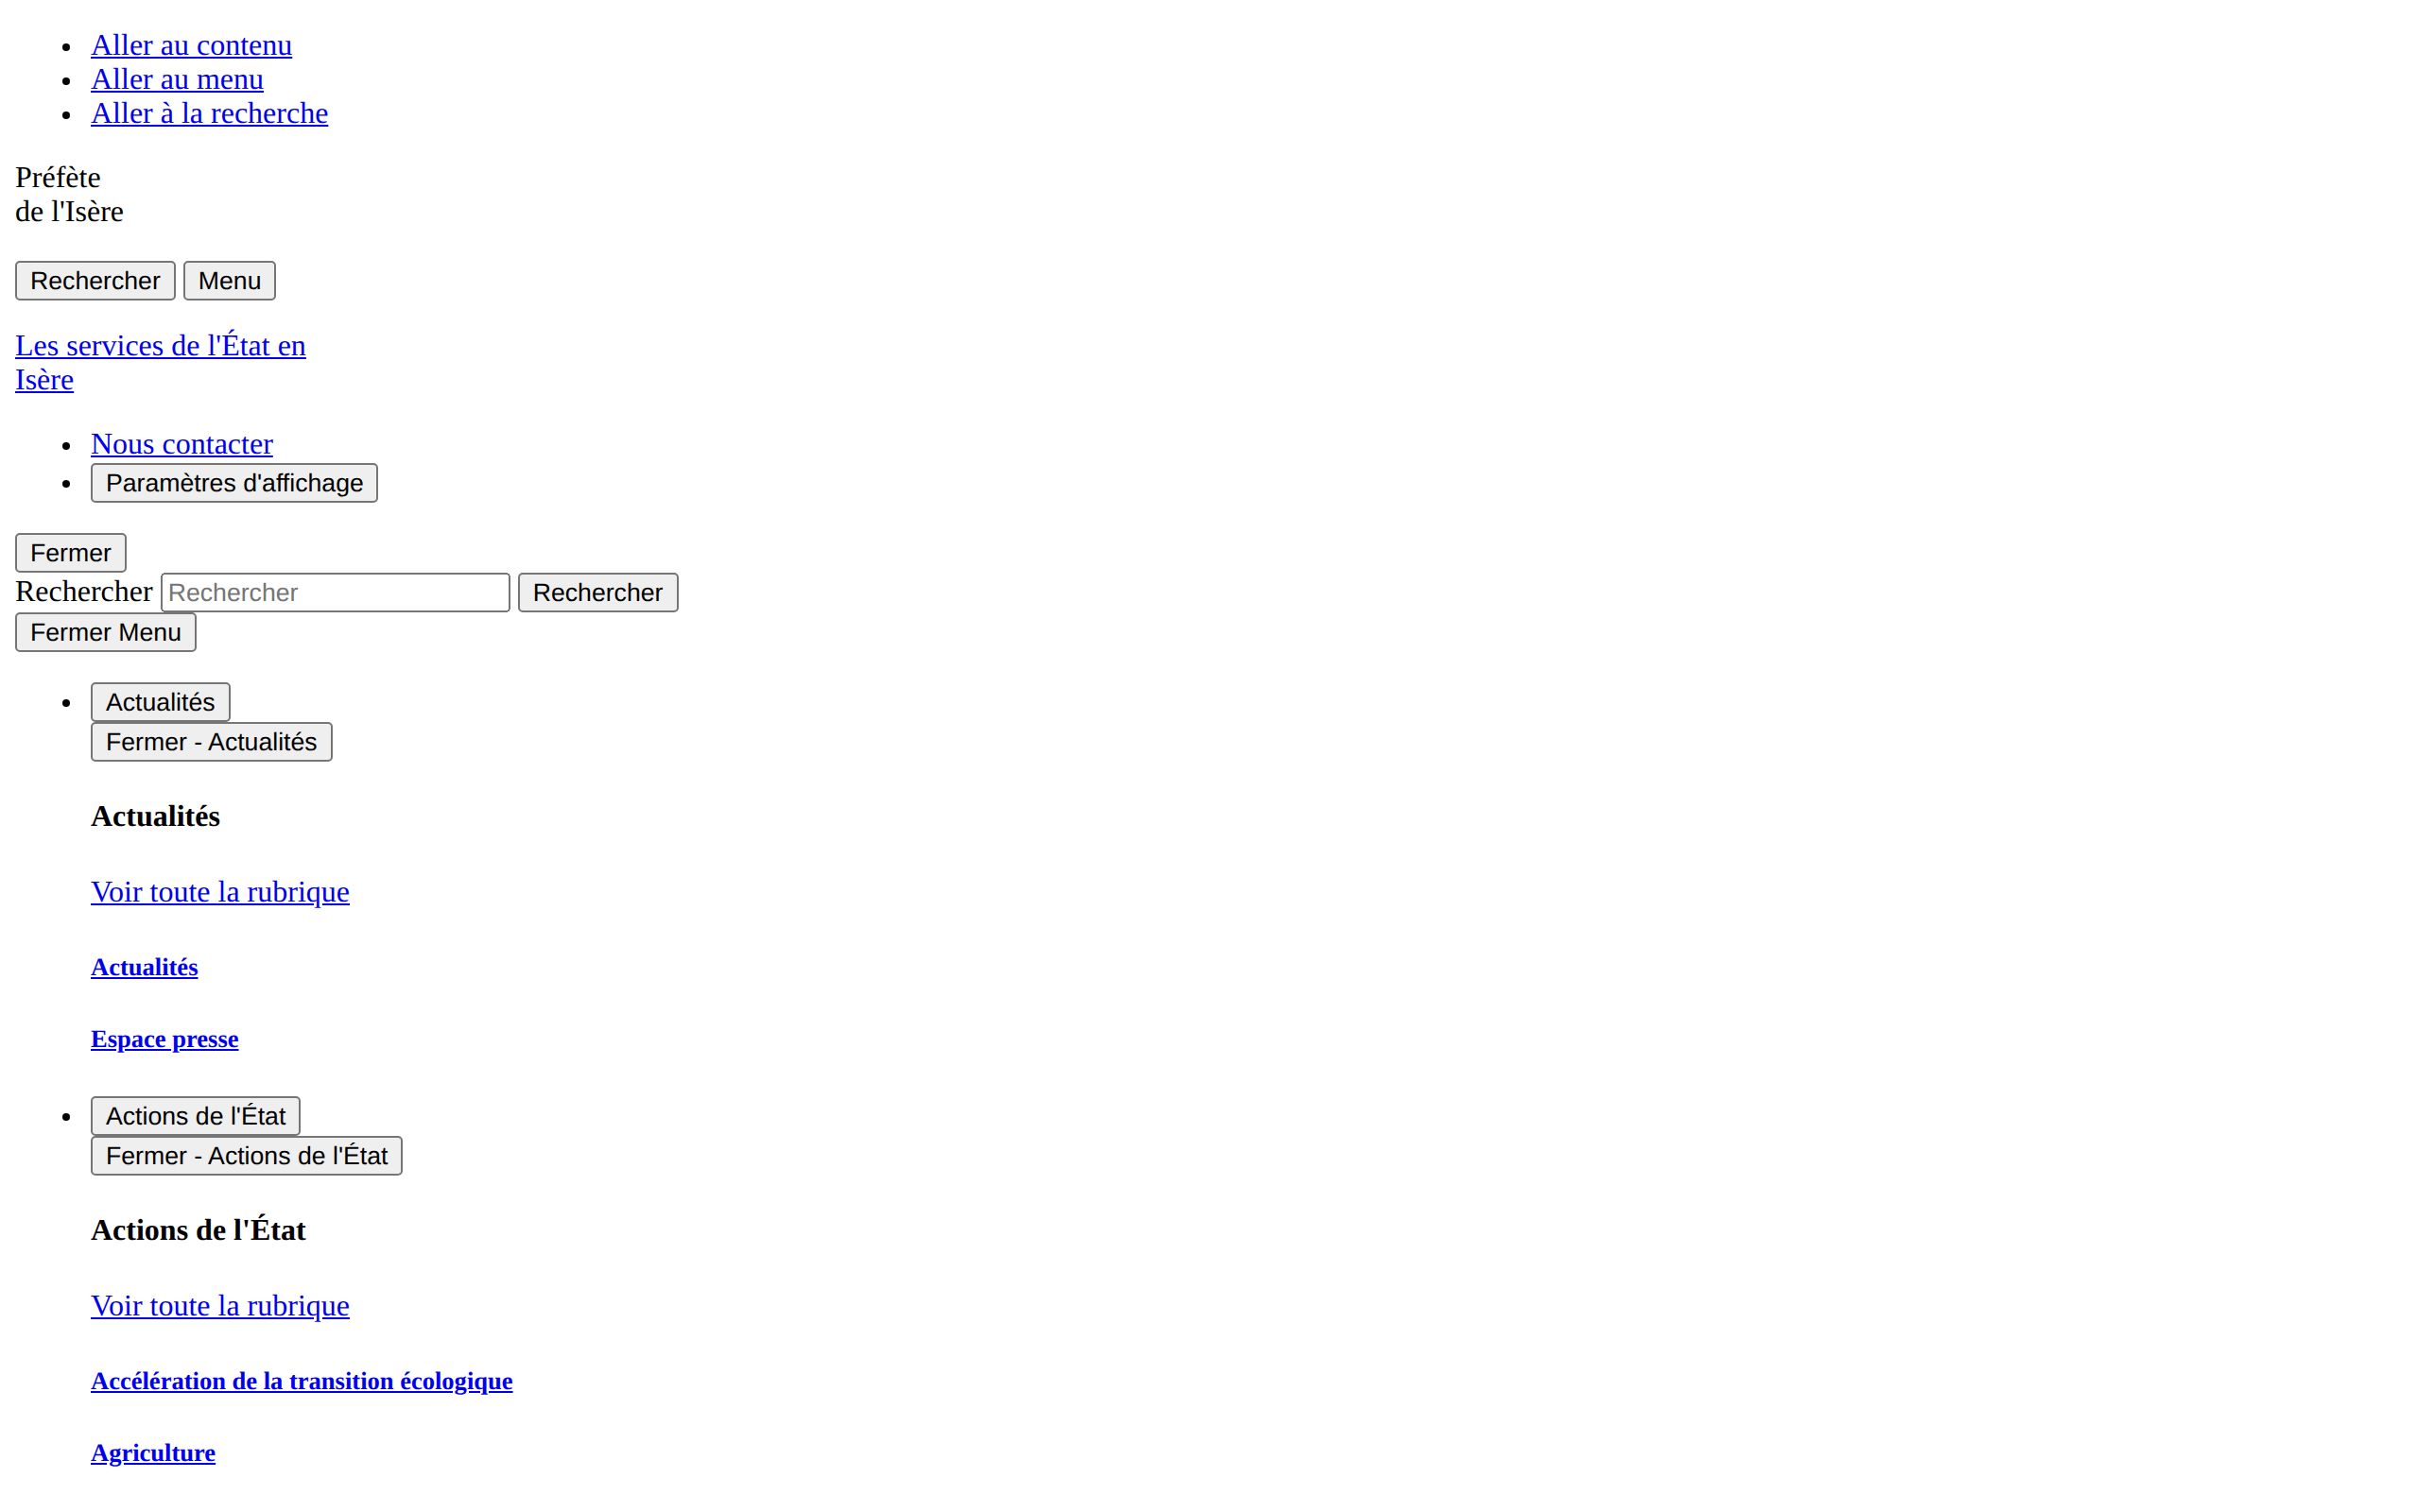 Aller au contenu
Aller au menu
Aller à la recherche
Préfète
de l'Isère
Rechercher Menu
Les services de l'État en
Isère
Nous contacter
Paramètres d'affichage
Fermer
Rechercher Rechercher Rechercher
Fermer Menu
Actualités
Fermer - Actualités
Actualités
Voir toute la rubrique
Actualités
Espace presse
Actions de l'État
Fermer - Actions de l'État
Actions de l'État
Voir toute la rubrique
Accélération de la transition écologique
Agriculture